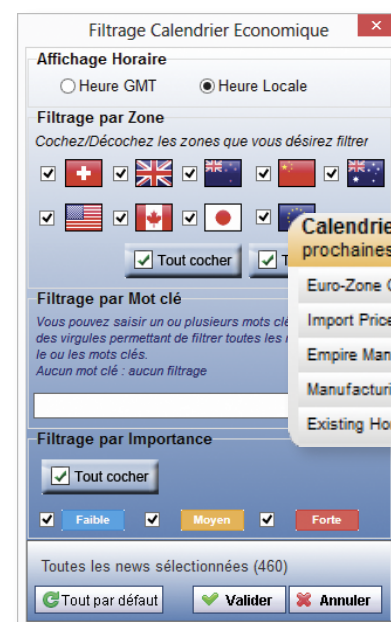 Filtrage Calendrier Economique
Affichage Horaire
Heure GMT
Heure Locale
Filtrage par Zone
Cochez/Décochez les zones que vous désirez filtrer
Tout cocher
Calendrie
prochaines
Euro-Zone
Import Price
Empire Man
Manufacturi
Existing Ho
Filtrage par Mot clé
Vous pouvez saisir un ou plusieurs mots clé
des virgules permettant de filtrer toutes les
le ou les mots clés.
Aucun mot clé : aucun filtrage
Filtrage par Importance
Tout cocher
Faible
Moyen
Forte
Toutes les news sélectionnées (460)
Tout par défaut
Valider
Annuler